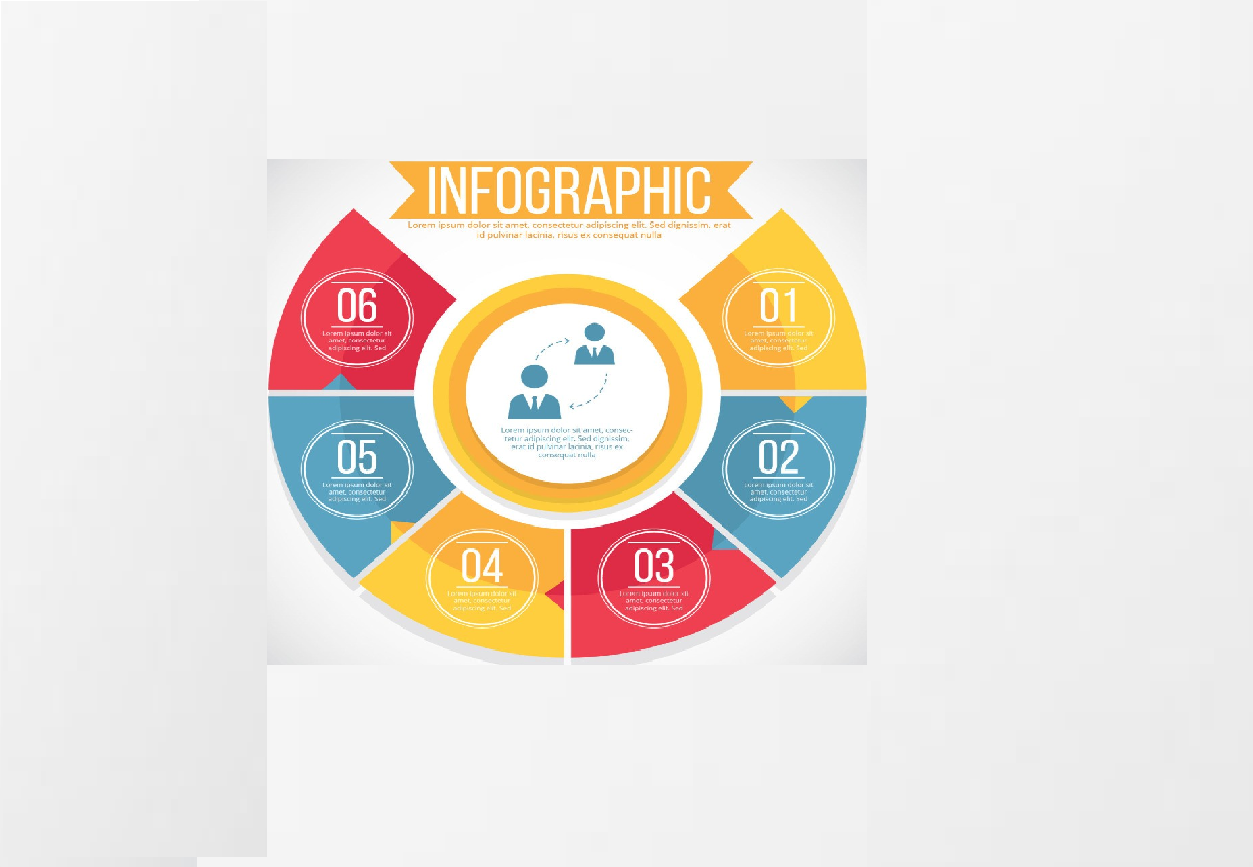 INFOGRAPHIC
Lorem ipsum dolor sit amet, consectetur adipiscing elit. Sed dignissim, erat
id pulvinar lacima, risus ex consequat nulla
06
Lorem ipsum dolor sit
amet, consectetur
adipiscing elit. Sed
01
Lorem ipsum dolor sit
amet, consectetur
adipiscing elit. Sed
Lorem ipsum dolor sit amet, consec-
tetur adipiscing elit. Sed dignissim,
erat id pulvinar lacinia, risus ex
consequat nulla
05
Lorem ipsum dolor sit
amet, consectetur
adipiscing elit. Sed
02
Lorem ipsum dolor sit
amet, consectetur
adipiscing elit. Sed
04
Lorem ipsum dolor sit
amet, consectetur
adipiscing elit. Sed
03
Lorem ipsum dolor sit
amet, consectetur
adipiscing elit. Sed